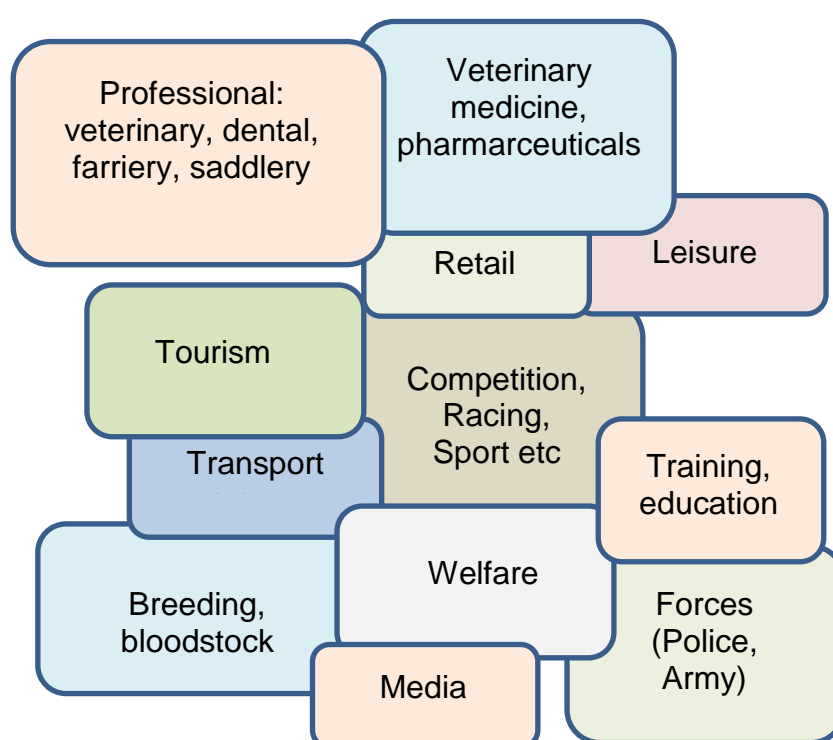 Professional:
veterinary, dental,
farriery, saddlery
Veterinary
medicine,
pharmarceuticals
Retail
Leisure
Tourism
Competition,
Racing,
Sport etc
Transport
Training,
education
Welfare
Breeding,
bloodstock
Forces
(Police,
Army)
Media